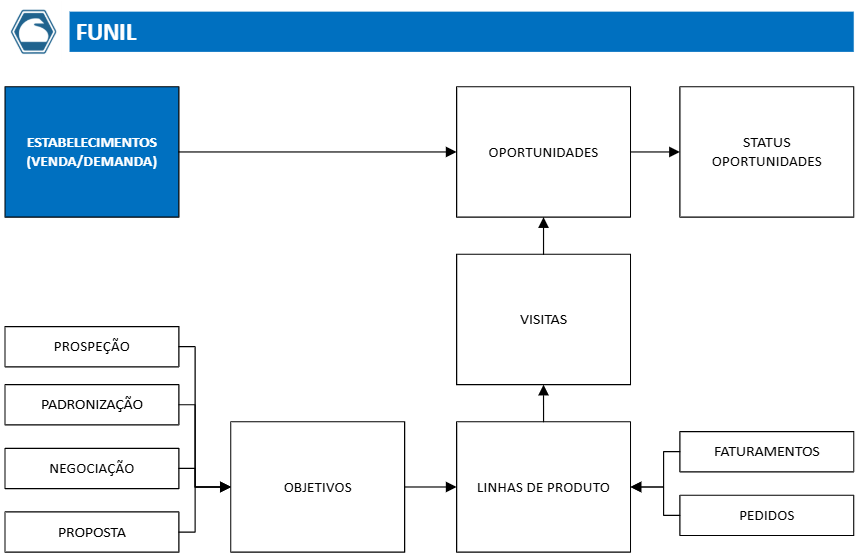 FUNIL
ESTABELECIMENTOS
(VENDA/DEMANDA)
OPORTUNIDADES
STATUS
OPORTUNIDADES
VISITAS
PROSPEÇÃO
PADRONIZAÇÃO
NEGOCIAÇÃO
PROPOSTA
OBJETIVOS
LINHAS DE PRODUTO
FATURAMENTOS
PEDIDOS